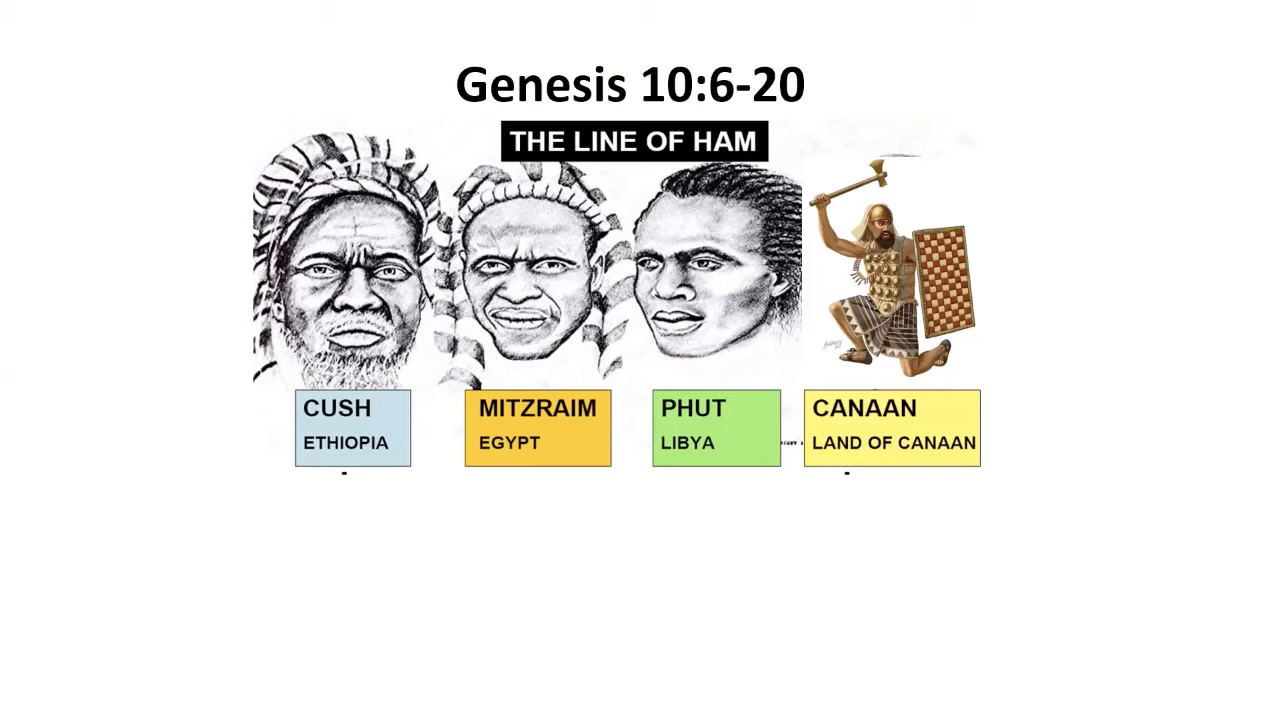 Genesis 10:6-20
THE LINE OF HAM
CUSH
ETHIOPIA
MITZRAIM
EGYPT
PHUT
LIBYA
CANAAN
LAND OF CANAAN